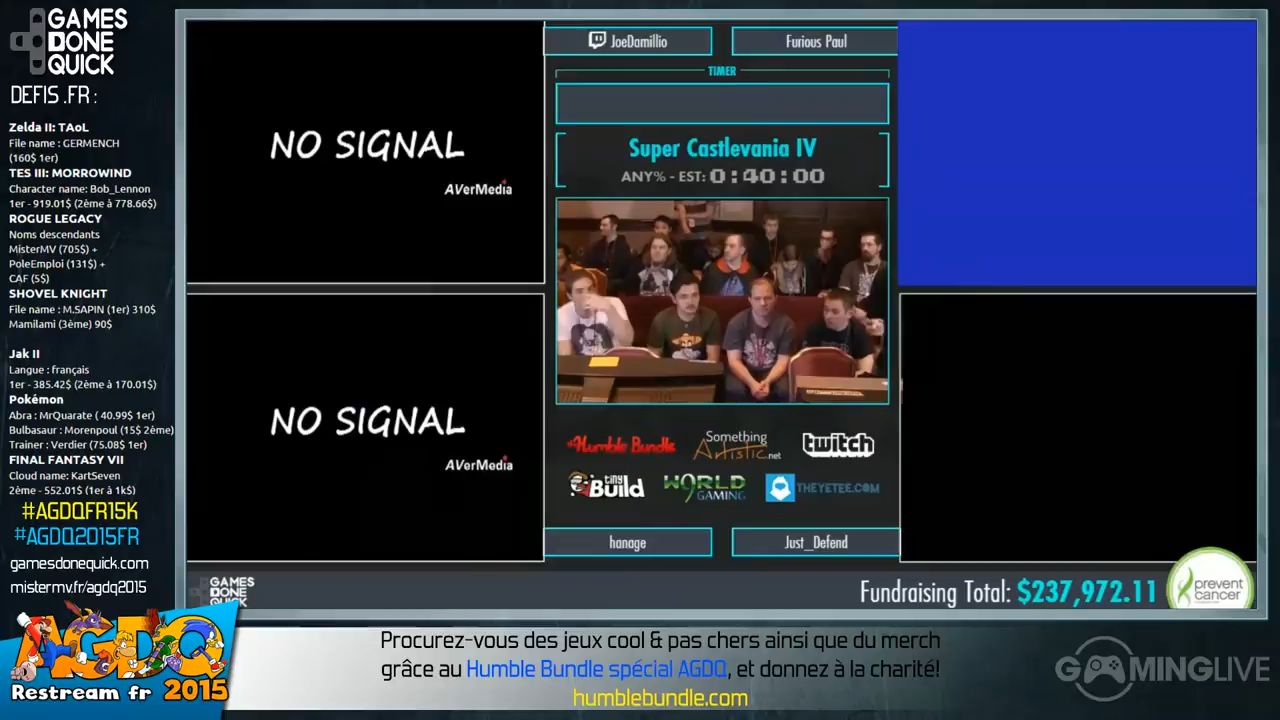 GAMES
DONE
QUICK
DEFIS .FR :
Zelda II: TAoL
File name : GERMENCH
(160$ 1er)
TES III: MORROWIND
Character name: Bob_Lennon
1er - 919.01$ (2ème à 778.66$)
ROGUE LEGACY
Noms descendants
MisterMV (705$) +
PoleEmploi (131$) +
CAF (5$)
SHOVEL KNIGHT
File name : M.SAPIN (1er) 310$
Mamilami (3ème) 90$
Jak II
Langue : français
1er - 385.42$ (2ème à 170.01$)
Pokémon
Abra : MrQuarate ( 40.99$ 1er)
Bulbasaur : Morenpoul (15$ 2ème)
Trainer : Verdier (75.08$ 1er)
FINAL FANTASY VII
Cloud name: KartSeven
2ème - 552.01$ (1er à 1k$)
#AGDQFR15K
#AGDQ2015FR
gamesdonequick.com
mistermv.fr/agdq2015
AGDQ
Restream fr 2015
NO SIGNAL
AVerMedia
NO SIGNAL
AVerMedia
JoeDamillio
Furious Paul
TIMER
Super Castlevania IV
ANY% - EST: 0:40:00
Humble Bundle
Something
Artistic.net
twitch
tiny
Build
WORLD
GAMING
THEYETEE.COM
hanage
Just_Defend
GAMES
DONE
QUICK
Fundraising Total: $237,972.11
prevent
cancer
Procurez-vous des jeux cool & pas chers ainsi que du merch
grâce au Humble Bundle spécial AGDQ, et donnez à la charité!
humblebundle.com
GAMINGLIVE